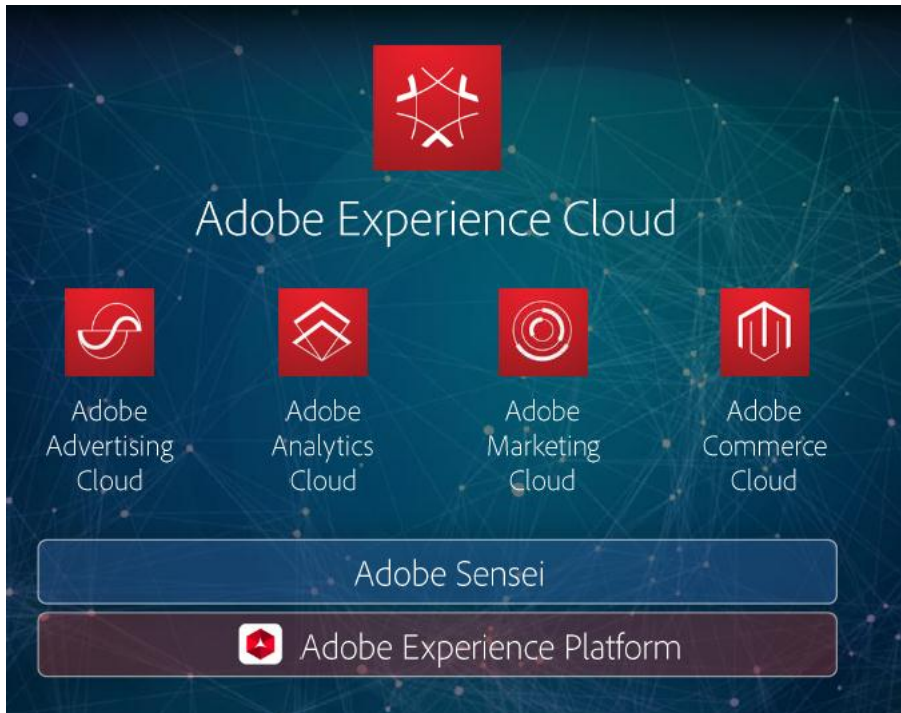 Adobe Experience Cloud
Adobe
Advertising
Cloud
Adobe
Analytics
Cloud
Adobe
Marketing
Cloud
Adobe
Commerce
Cloud
Adobe Sensei
Adobe Experience Platform